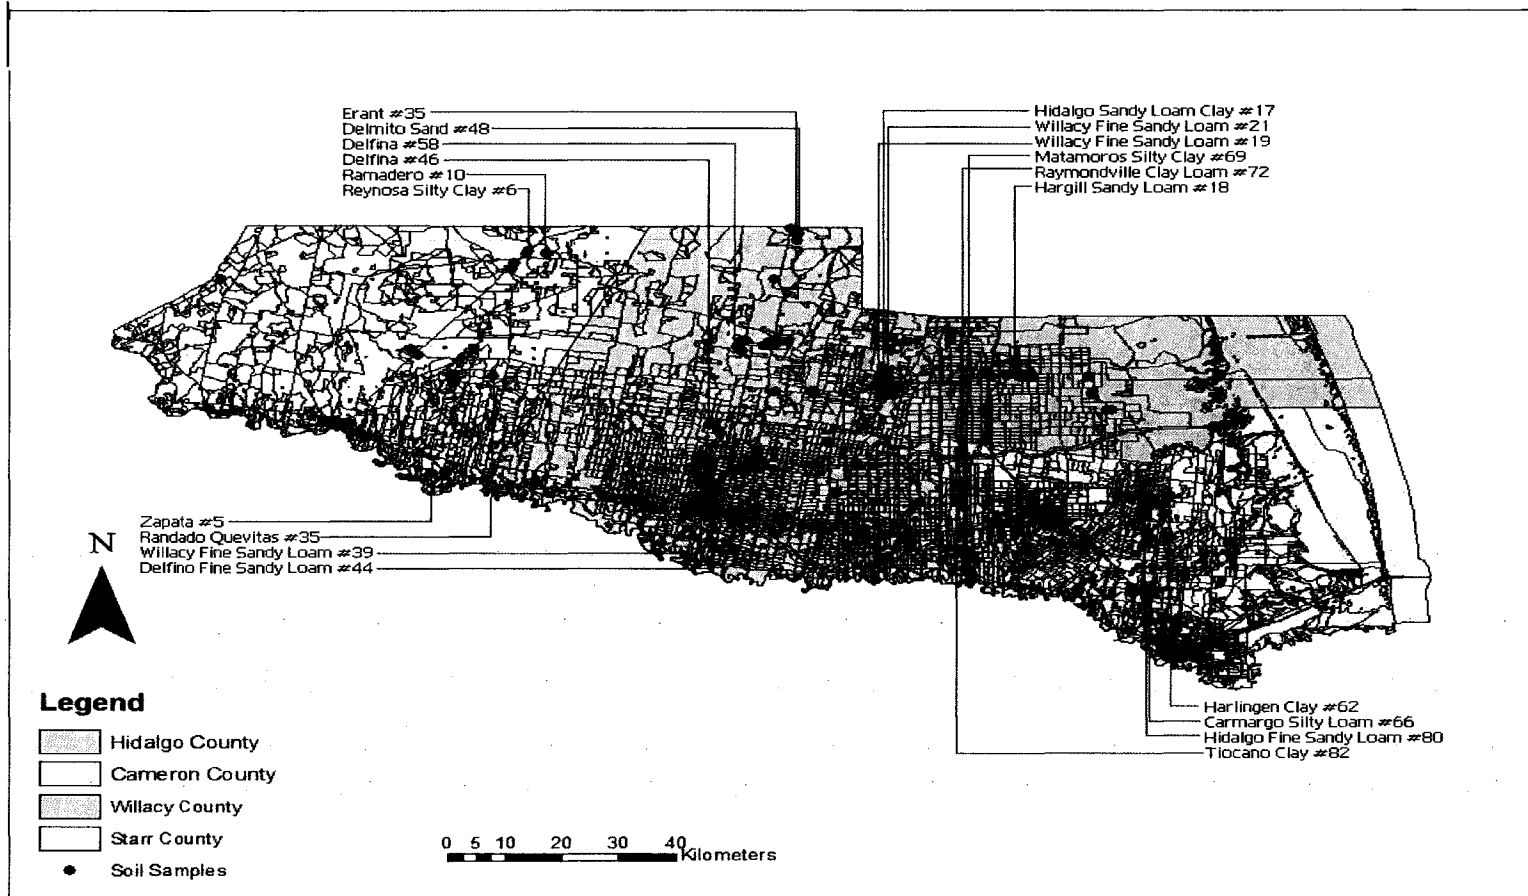 Erant #35
Delmito Sand #48
Delfina #58
Delfina #46
Ramadero #10
Reynosa Silty Clay #6
Hidalgo Sandy Loam Clay #17
Willacy Fine Sandy Loam #21
Willacy Fine Sandy Loam #19
Matamoros Silty Clay #69
Raymondville Clay Loam #72
Hargill Sandy Loam #18
Zapata #5
Randado Quevitas #35
Willacy Fine Sandy Loam #39
Delfino Fine Sandy Loam #44
N
Harlingen Clay #62
Carmargo Silty Loam #66
Hidalgo Fine Sandy Loam #80
Tiocano Clay #82
Legend
Hidalgo County
Cameron County
Willacy County
Starr County
Soil Samples
0 5 10 20 30 40
Kilometers